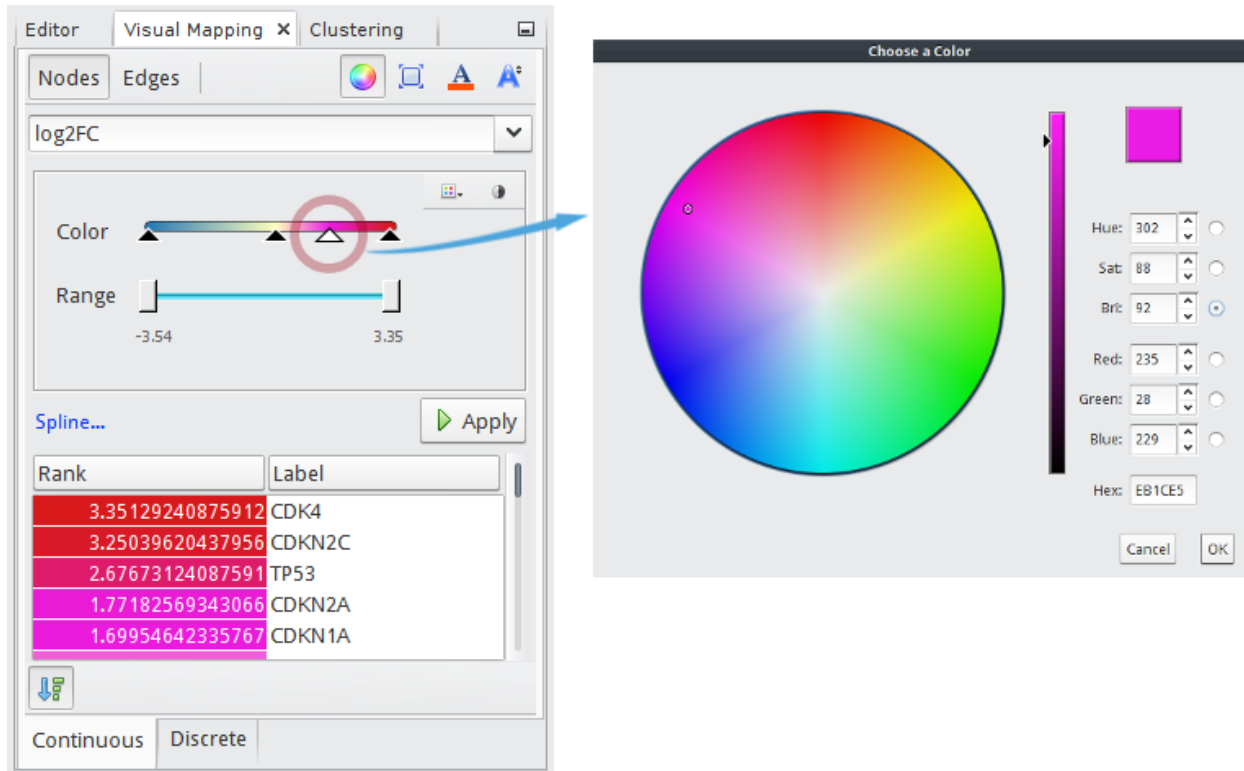 Editor Visual Mapping × Clustering
Nodes Edges
log2FC
Color
Range
-3.54 3.35
Spline... Apply
Rank Label
3.35129240875912 CDK4
3.25039620437956 CDKN2C
2.67673124087591 TP53
1.77182569343066 CDKN2A
1.69954642335767 CDKN1A
Continuous Discrete
Choose a Color
Hue: 302
Sat: 88
Bri: 92
Red: 235
Green: 28
Blue: 229
Hex: EB1CE5
Cancel OK